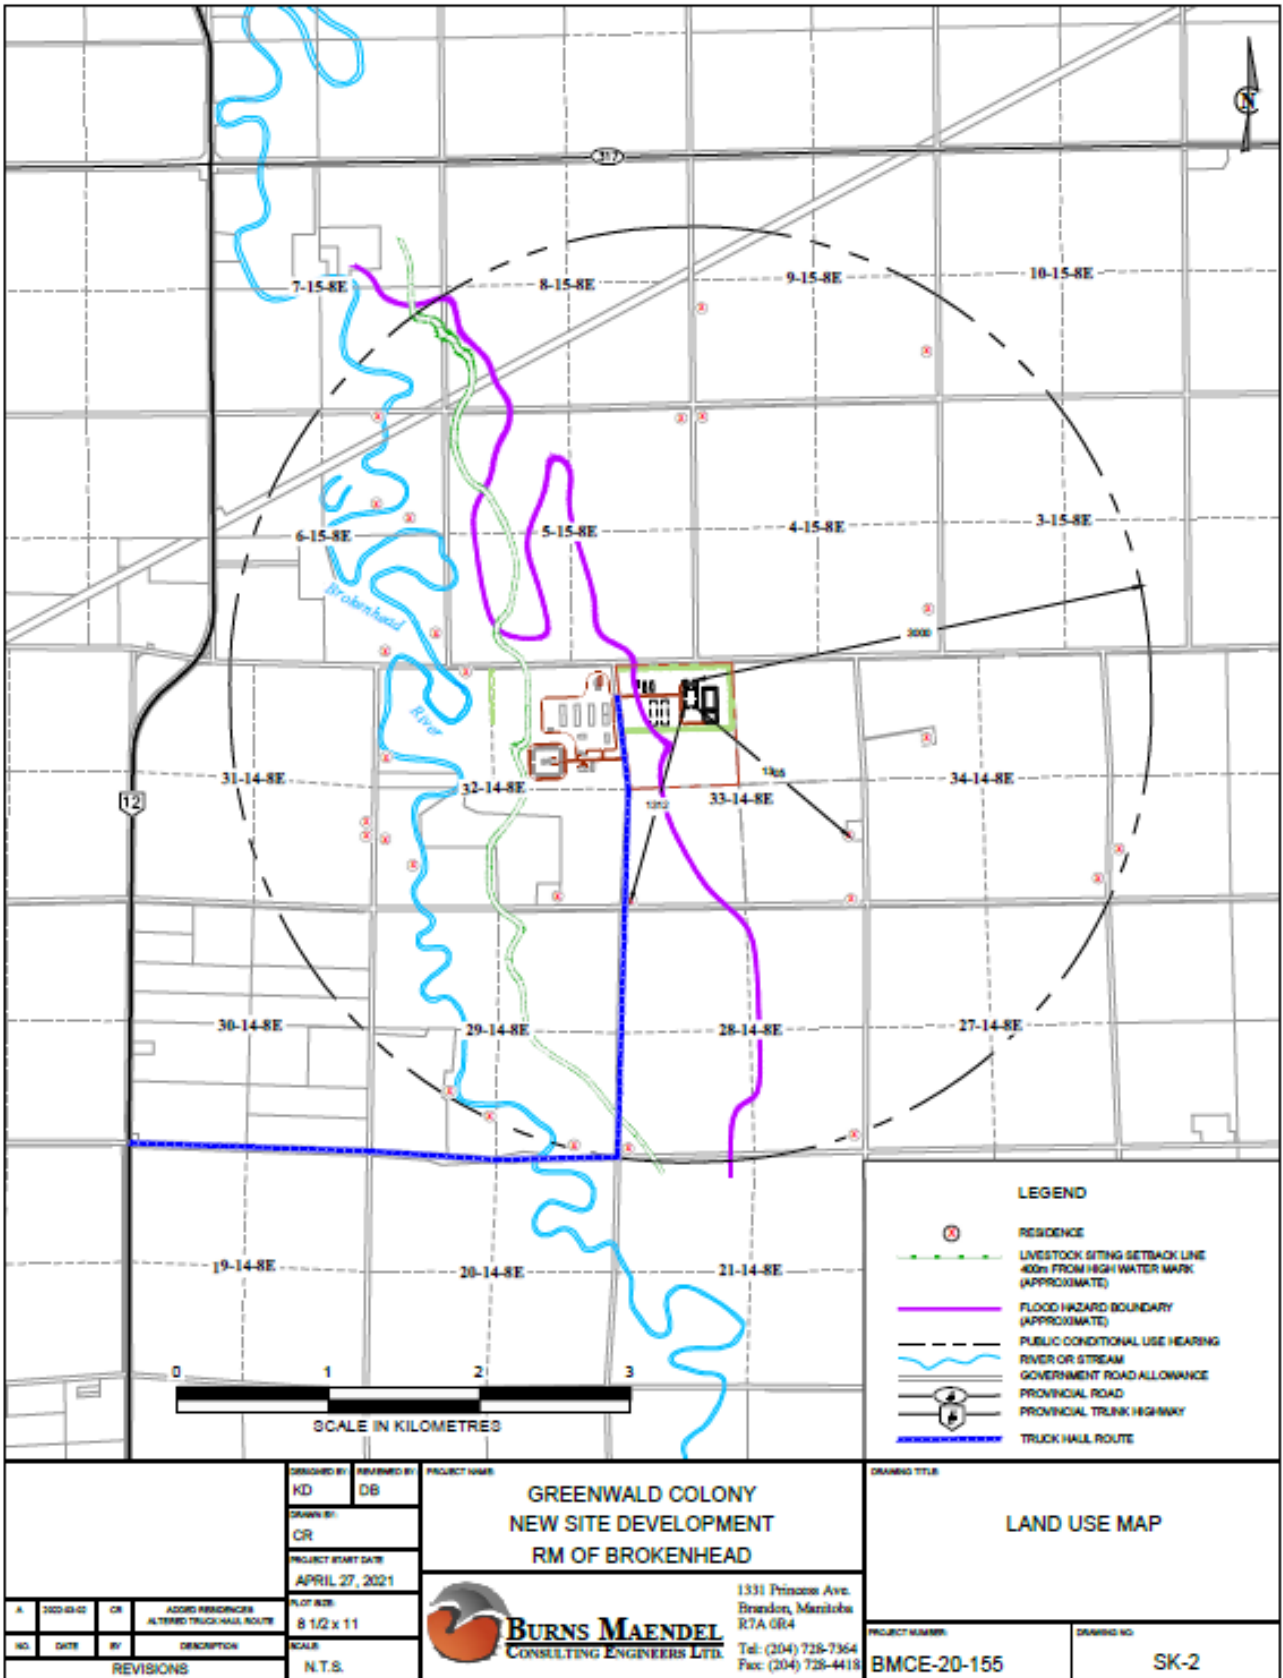 317
N
7-15-8E
8-15-8E
9-15-8E
10-15-8E
6-15-8E
5-15-8E
4-15-8E
3-15-8E
Brokenhead
River
3000
31-14-8E
32-14-8E
33-14-8E
34-14-8E
12
1312
30-14-8E
29-14-8E
28-14-8E
27-14-8E
19-14-8E
20-14-8E
21-14-8E
0 1 2 3
SCALE IN KILOMETRES
LEGEND
RESIDENCE
LIVESTOCK SITING SETBACK LINE
400m FROM HIGH WATER MARK
(APPROXIMATE)
FLOOD HAZARD BOUNDARY
(APPROXIMATE)
PUBLIC CONDITIONAL USE HEARING
RIVER OR STREAM
GOVERNMENT ROAD ALLOWANCE
PROVINCIAL ROAD
PROVINCIAL TRUNK HIGHWAY
TRUCK HAUL ROUTE
DESIGNED BY:
KD
REVIEWED BY:
DB
DRAWN BY:
CR
PROJECT START DATE
APRIL 27, 2021
PLOT SIZE:
8 1/2 x 11
SCALE:
N.T.S.
A CR ADDED RESIDENCES
ALTERED TRUCK HAUL ROUTE
NO. DATE BY DESCRIPTION
REVISIONS
PROJECT NAME:
GREENWALD COLONY
NEW SITE DEVELOPMENT
RM OF BROKENHEAD
BURNS MAENDEL
CONSULTING ENGINEERS LTD.
1331 Princess Ave.
Brandon, Manitoba
R7A 0R4
Tel: (204) 728-7364
Fax: (204) 728-4418
DRAWING TITLE:
LAND USE MAP
PROJECT NUMBER:
BMCE-20-155
DRAWING NO:
SK-2